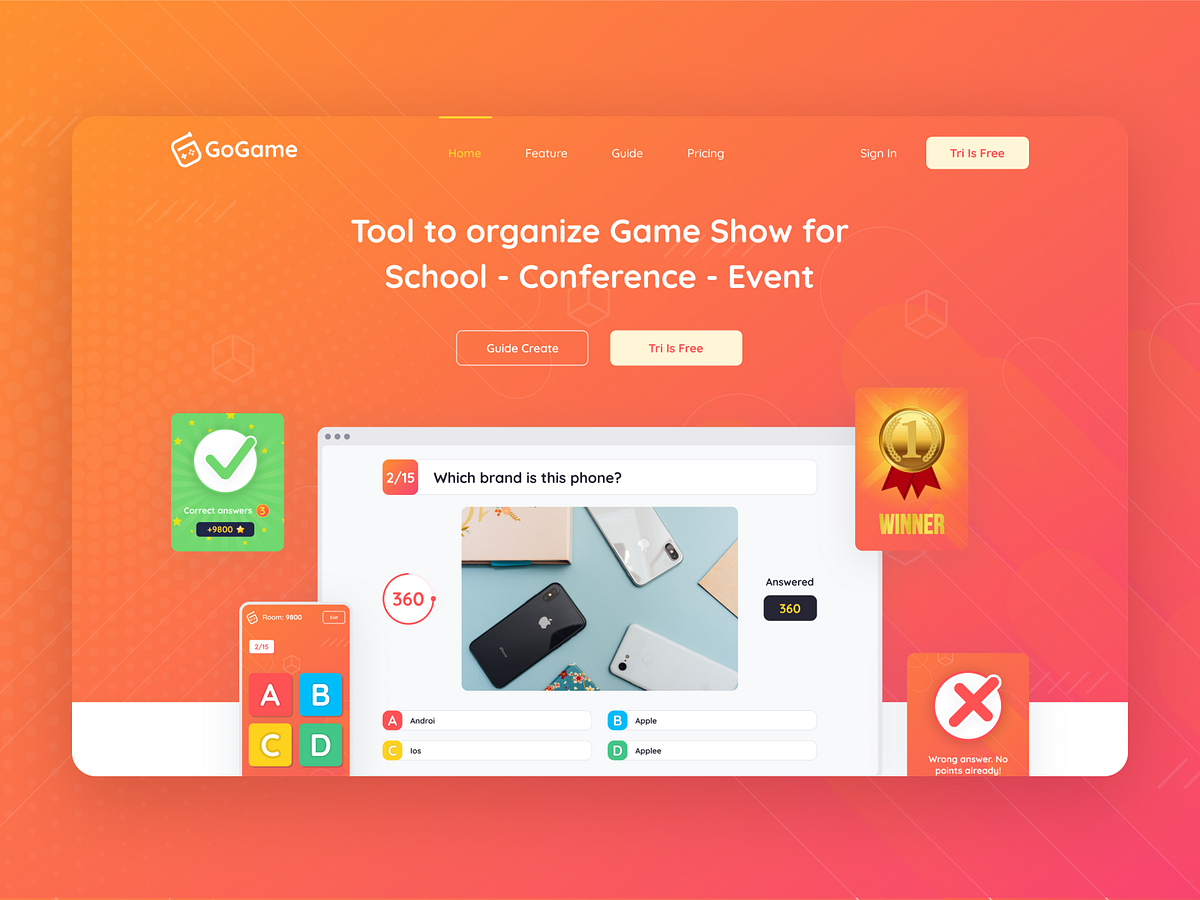 GoGame
Home
Feature
Guide
Pricing
Sign In
Tri Is Free
Tool to organize Game Show for
School - Conference - Event
Guide Create
Tri Is Free
Correct answers 3
+9800
2/15 Which brand is this phone?
360
Answered
360
A Androi
B Apple
C Ios
D Applee
Room: 9800
Exit
2/15
A B
C D
1
WINNER
Wrong answer. No
points already!